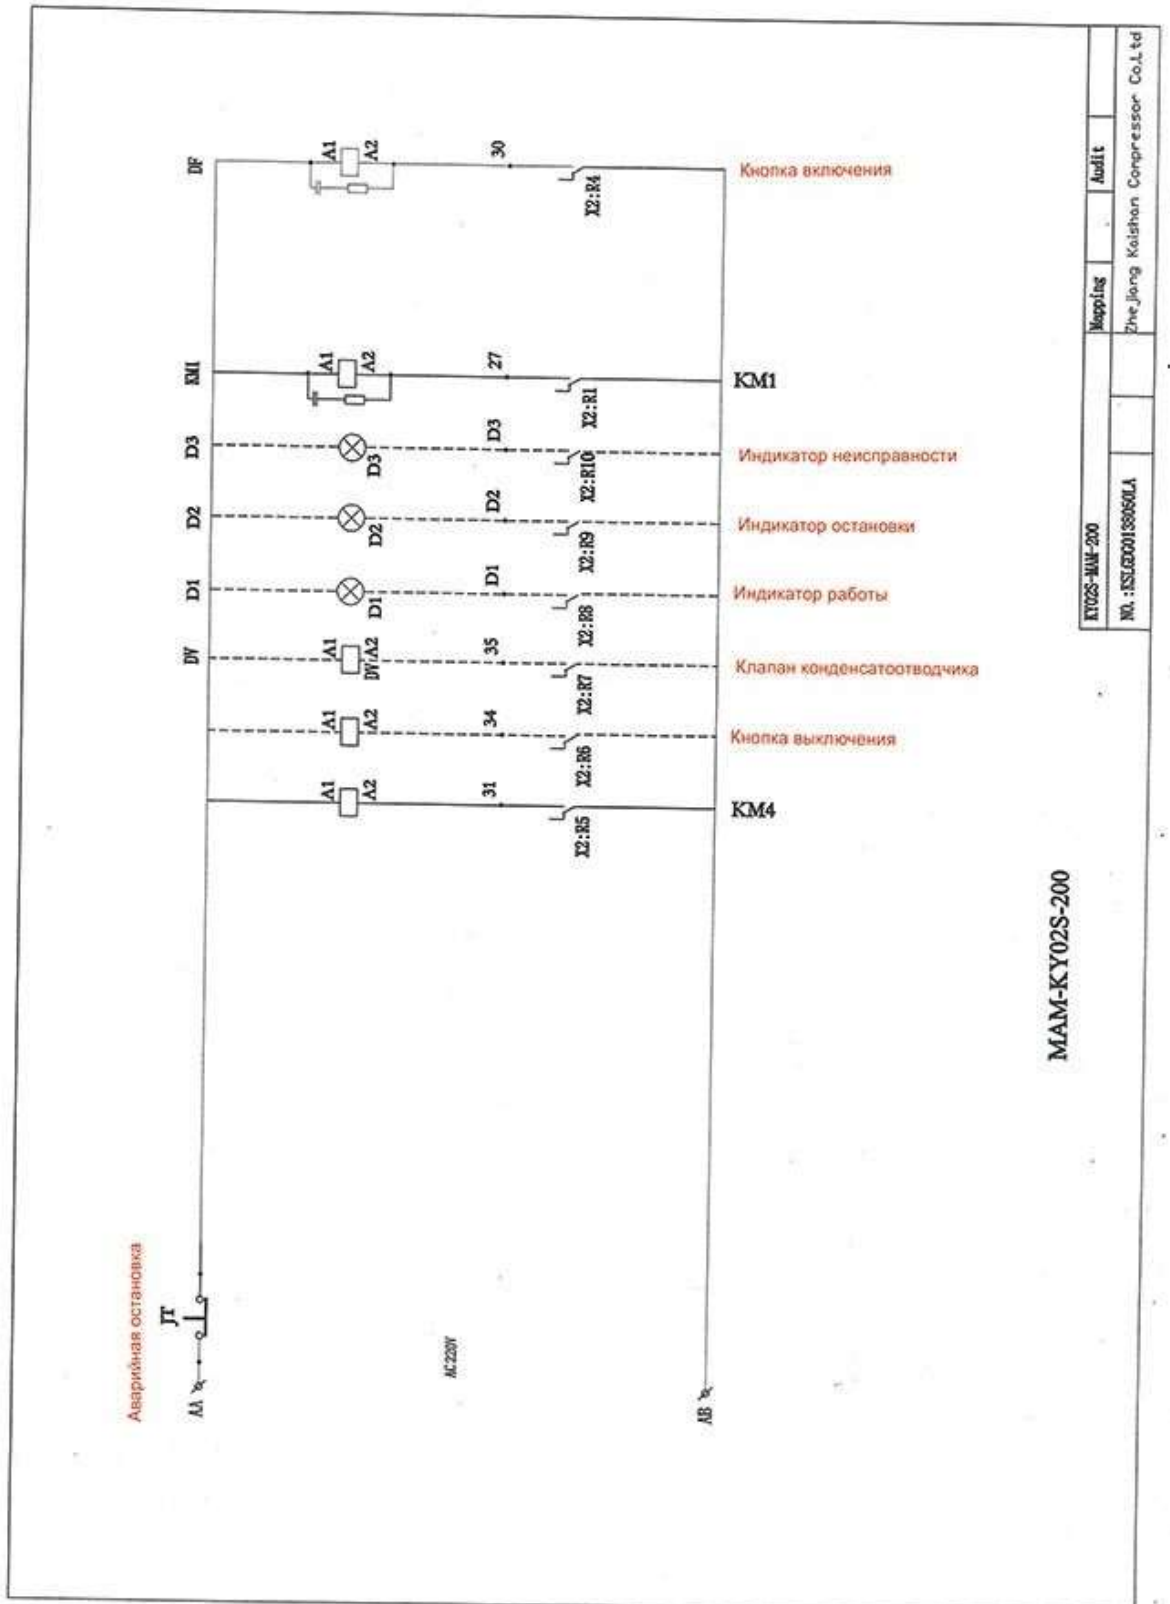 DF
A1
A2
30
X2:R4
Кнопка включения
KM1
A1
A2
27
X2:R1
KM1
D3
D3
D3
X2:R10
Индикатор неисправности
D2
D2
D2
X2:R9
Индикатор остановки
D1
D1
D1
X2:R8
Индикатор работы
DV
A1
A2
DV
35
X2:R7
Клапан конденсатоотводчика
A1
A2
34
X2:R6
Кнопка выключения
A1
A2
31
X2:R5
KM4
Аварийная остановка
JT
AA
AC220V
AB
MAM-KY02S-200
KY02S-MAM-200
Mapping
Audit
Zhejiang Kaishan Conpressor Co.Ltd